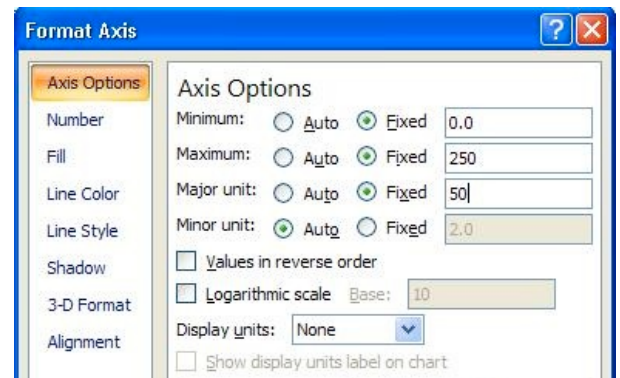 Format Axis
Axis Options
Number
Fill
Line Color
Line Style
Shadow
3-D Format
Alignment
Axis Options
Minimum: Auto Fixed 0.0
Maximum: Auto Fixed 250
Major unit: Auto Fixed 50
Minor unit: Auto Fixed 2.0
Values in reverse order
Logarithmic scale Base: 10
Display units: None
Show display units label on chart